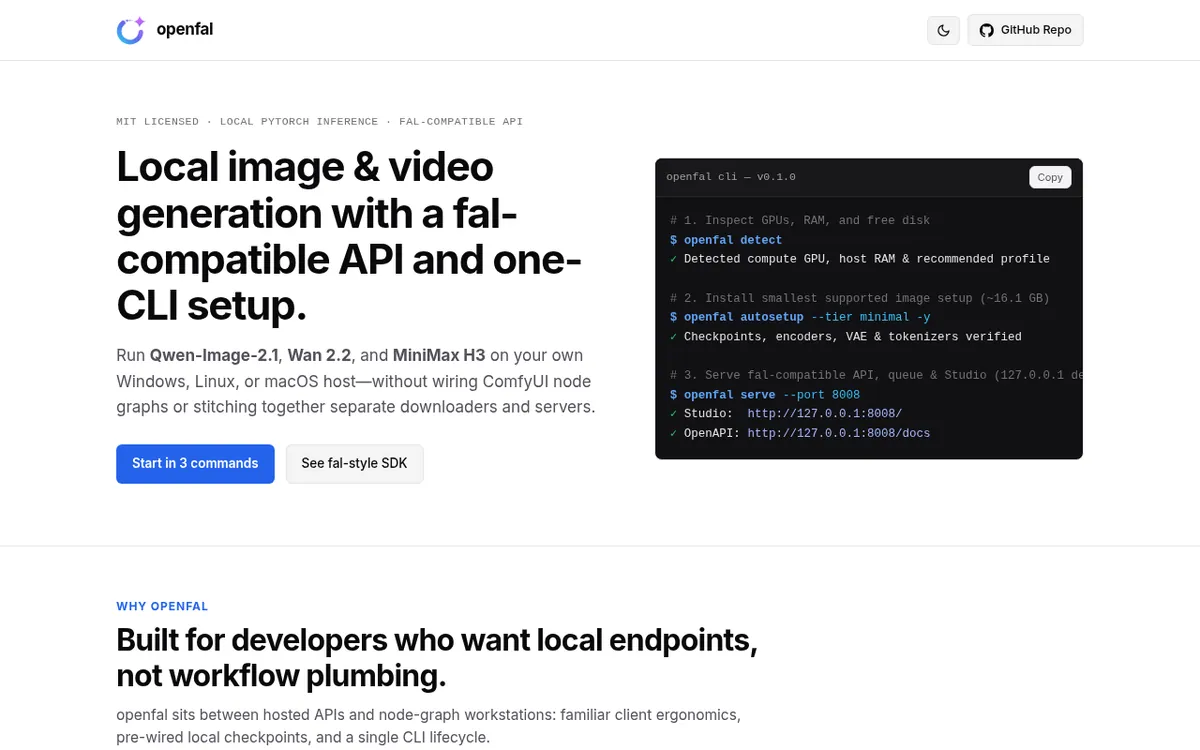 openfal
GitHub Repo
MIT LICENSED · LOCAL PYTORCH INFERENCE · FAL-COMPATIBLE API
Local image & video
generation with a fal-
compatible API and one-
CLI setup.
Run Qwen-Image-2.1, Wan 2.2, and MiniMax H3 on your own
Windows, Linux, or macOS host—without wiring ComfyUI node
graphs or stitching together separate downloaders and servers.
Start in 3 commands
See fal-style SDK
openfal cli — v0.1.0
Copy
# 1. Inspect GPUs, RAM, and free disk
$ openfal detect
✓ Detected compute GPU, host RAM & recommended profile
# 2. Install smallest supported image setup (~16.1 GB)
$ openfal autosetup --tier minimal -y
✓ Checkpoints, encoders, VAE & tokenizers verified
# 3. Serve fal-compatible API, queue & Studio (127.0.0.1 de
$ openfal serve --port 8008
✓ Studio: http://127.0.0.1:8008/
✓ OpenAPI: http://127.0.0.1:8008/docs
WHY OPENFAL
Built for developers who want local endpoints,
not workflow plumbing.
openfal sits between hosted APIs and node-graph workstations: familiar client ergonomics,
pre-wired local checkpoints, and a single CLI lifecycle.